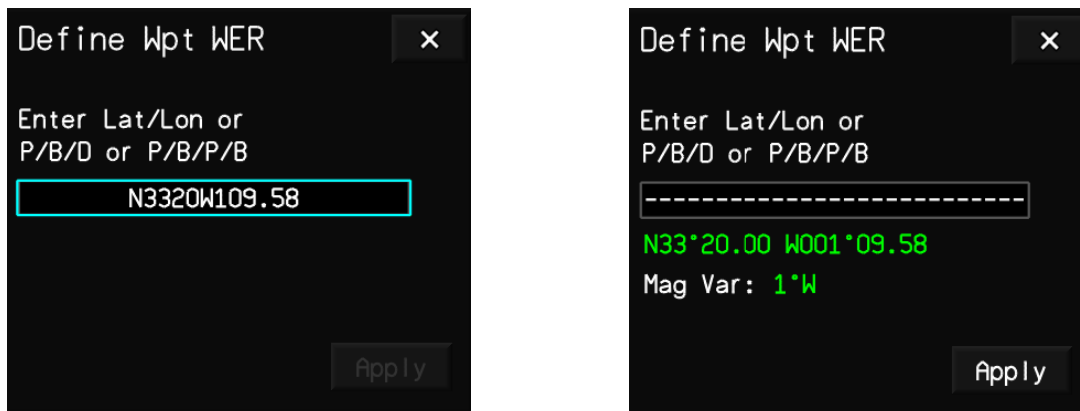 Define Wpt WER ×
Enter Lat/Lon or
P/B/D or P/B/P/B
N3320W109.58
Apply
Define Wpt WER ×
Enter Lat/Lon or
P/B/D or P/B/P/B
---------------------------
N33°20.00 W001°09.58
Mag Var: 1°W
Apply